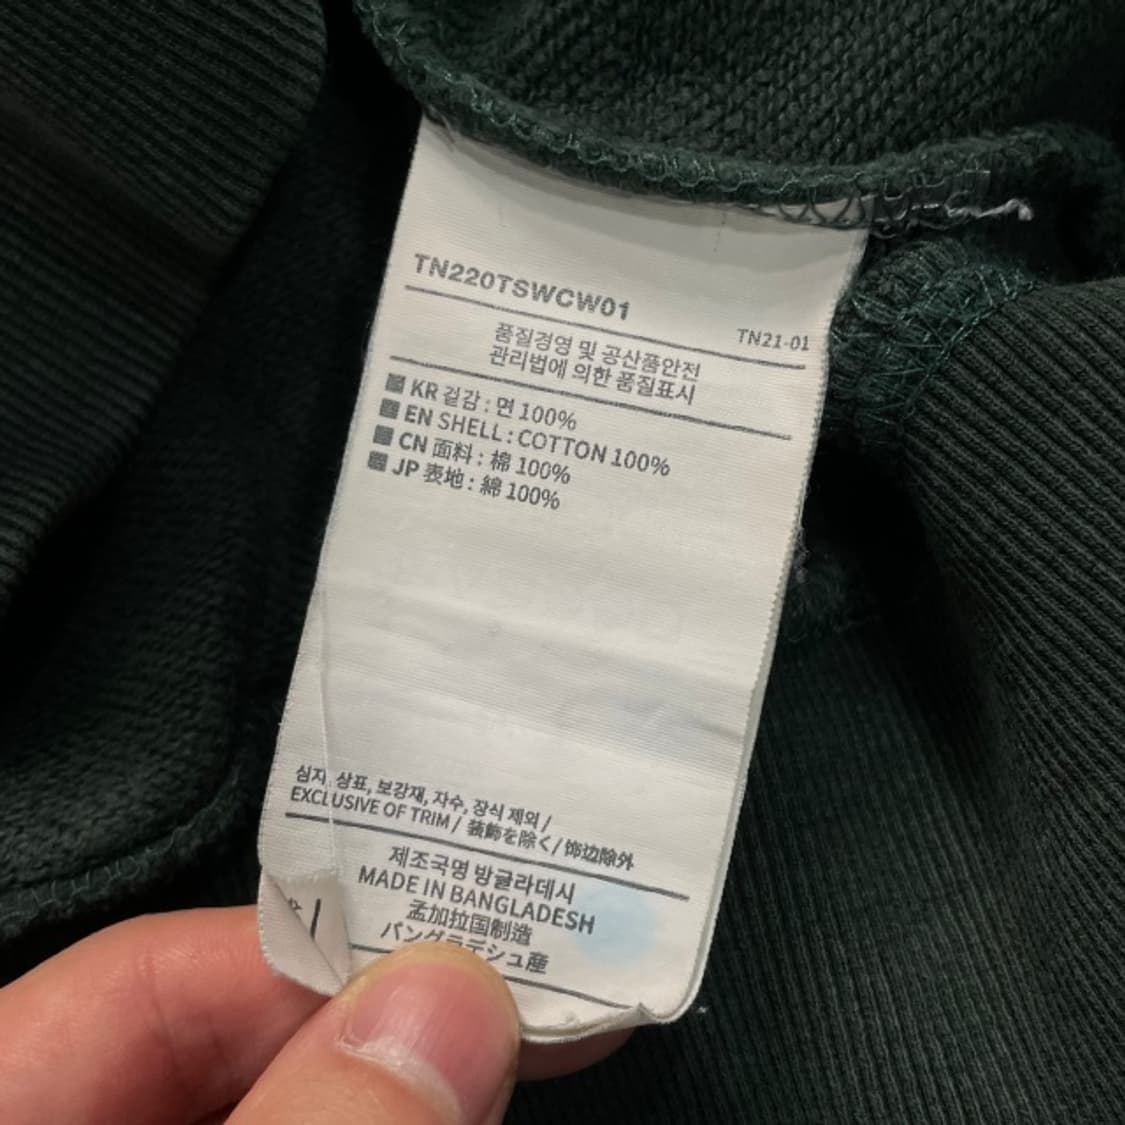 TN220TSWCW01
TN21-01
품질경영 및 공산품안전
관리법에 의한 품질표시
KR 겉감 : 면 100%
EN SHELL : COTTON 100%
CN 面料 : 棉 100%
JP 表地 : 綿 100%
심지, 상표, 보강재, 자수, 장식 제외 /
EXCLUSIVE OF TRIM / 装飾を除く / 饰边除外
제조국명 방글라데시
MADE IN BANGLADESH
孟加拉国制造
バングラデシュ産